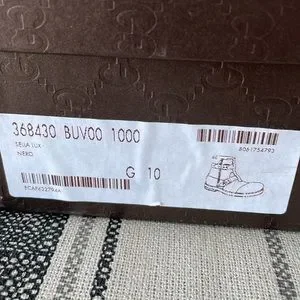 368430 BUV00 1000
SELLA LUX
NERO
8061754793
G 10